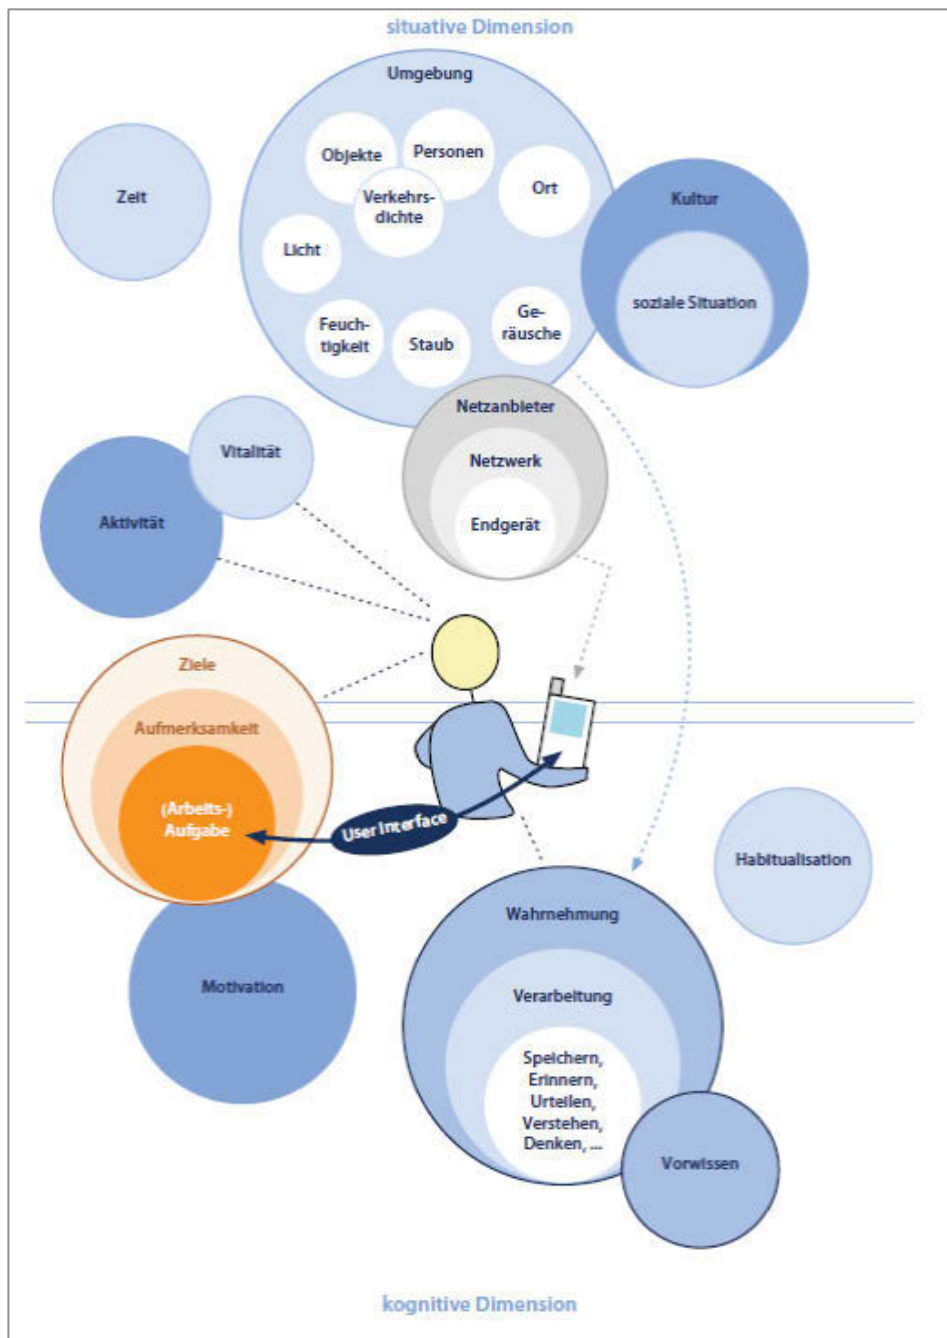 situative Dimension
Umgebung
Objekte
Personen
Verkehrs-
dichte
Ort
Licht
Feuch-
tigkeit
Staub
Ge-
räusche
Zeit
Kultur
soziale Situation
Netzanbieter
Netzwerk
Endgerät
Vitalität
Aktivität
Ziele
Aufmerksamkeit
(Arbeits-)
Aufgabe
User Interface
Motivation
Habitualisation
Wahrnehmung
Verarbeitung
Speichern,
Erinnern,
Urteilen,
Verstehen,
Denken, ...
Vorwissen
kognitive Dimension